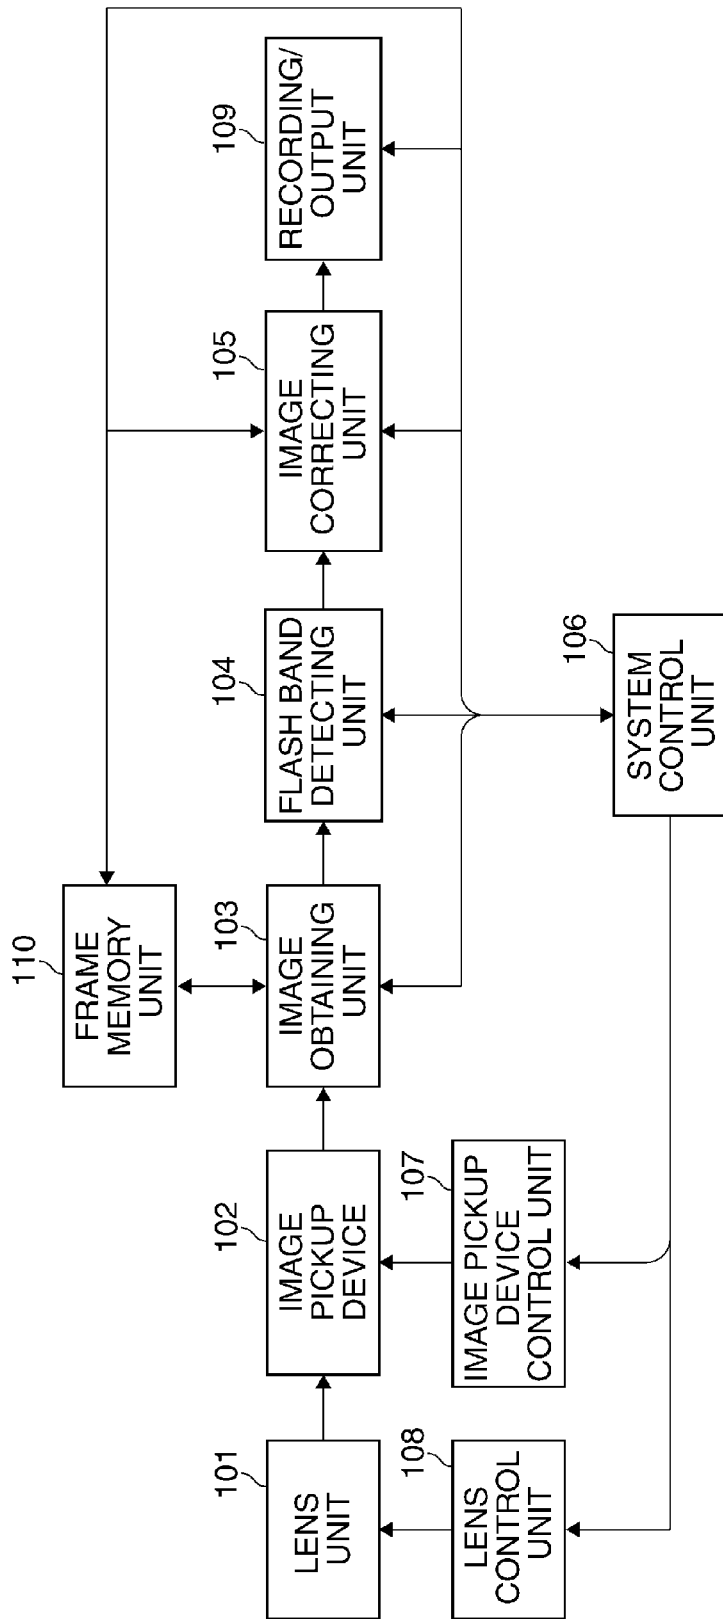 110
FRAME
MEMORY
UNIT
101
LENS
UNIT
102
IMAGE
PICKUP
DEVICE
103
IMAGE
OBTAINING
UNIT
104
FLASH BAND
DETECTING
UNIT
105
IMAGE
CORRECTING
UNIT
109
RECORDING/
OUTPUT
UNIT
108
LENS
CONTROL
UNIT
107
IMAGE PICKUP
DEVICE
CONTROL UNIT
106
SYSTEM
CONTROL
UNIT